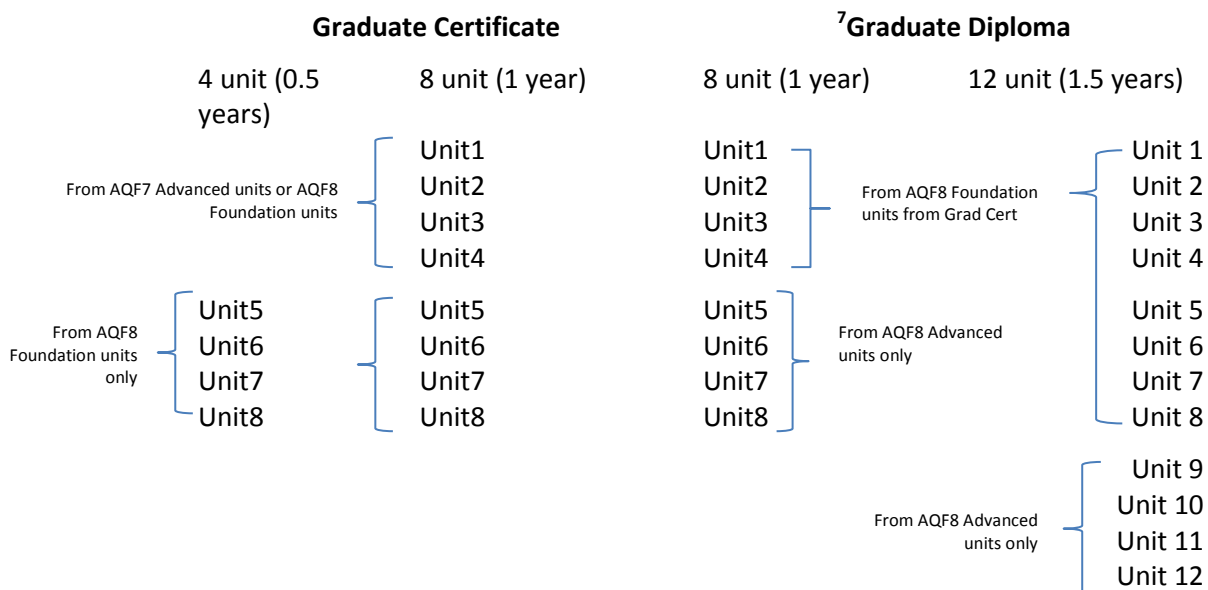 Graduate Certificate
⁷Graduate Diploma
4 unit (0.5
years)
8 unit (1 year)
8 unit (1 year)
12 unit (1.5 years)
From AQF7 Advanced units or AQF8
Foundation units
Unit1
Unit2
Unit3
Unit4
Unit1
Unit2
Unit3
Unit4
From AQF8 Foundation
units from Grad Cert
Unit 1
Unit 2
Unit 3
Unit 4
From AQF8
Foundation units
only
Unit5
Unit6
Unit7
Unit8
Unit5
Unit6
Unit7
Unit8
Unit5
Unit6
Unit7
Unit8
From AQF8 Advanced
units only
Unit 5
Unit 6
Unit 7
Unit 8
From AQF8 Advanced
units only
Unit 9
Unit 10
Unit 11
Unit 12